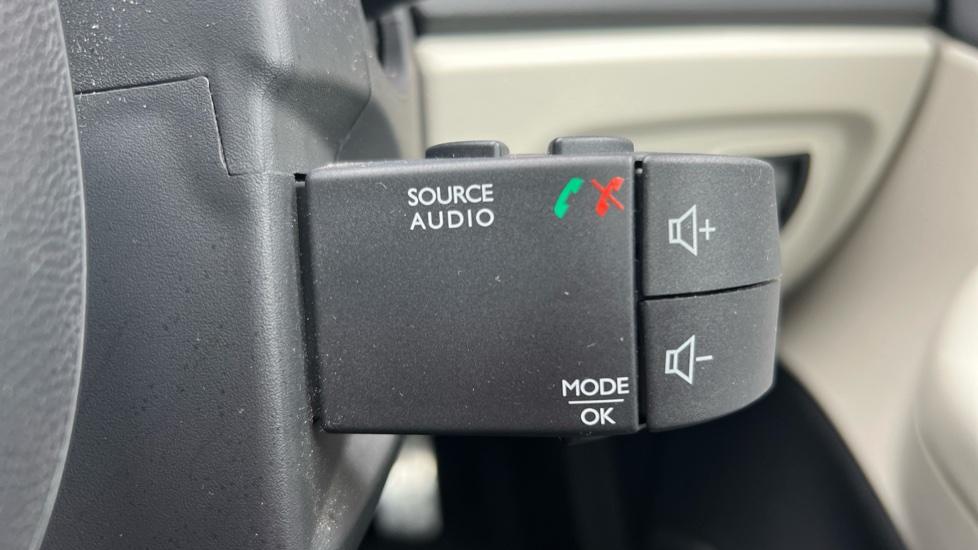 SOURCE
AUDIO
+
-
MODE
OK